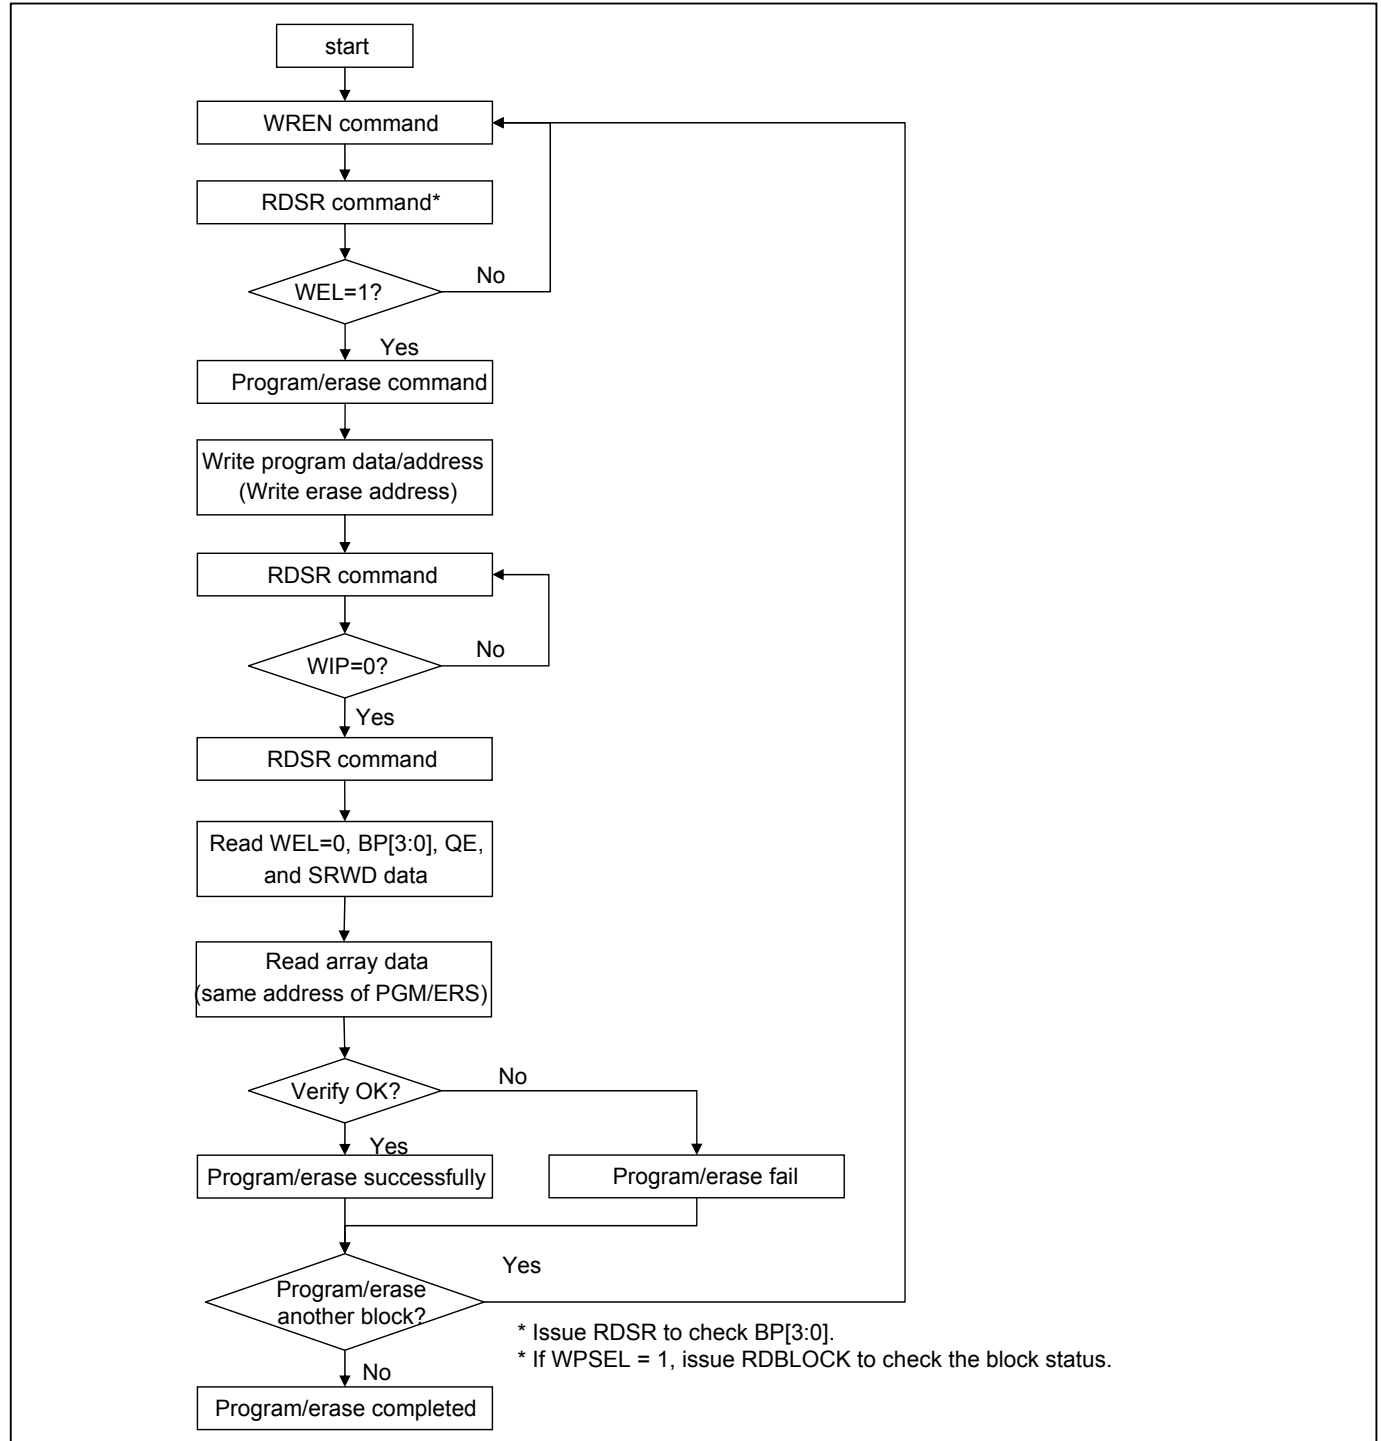 start
WREN command
RDSR command*
WEL=1?
No
Yes
Program/erase command
Write program data/address
(Write erase address)
RDSR command
WIP=0?
No
Yes
RDSR command
Read WEL=0, BP[3:0], QE,
and SRWD data
Read array data
(same address of PGM/ERS)
Verify OK?
No
Yes
Program/erase successfully
Program/erase fail
Program/erase
another block?
Yes
* Issue RDSR to check BP[3:0].
* If WPSEL = 1, issue RDBLOCK to check the block status.
No
Program/erase completed